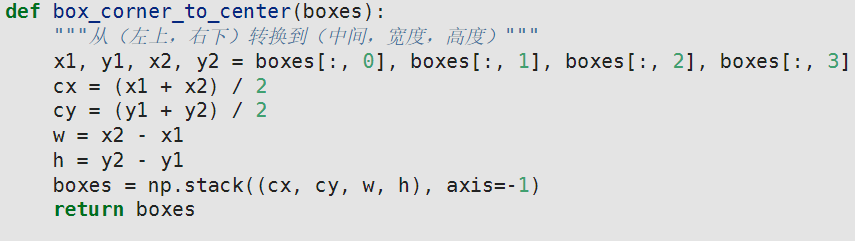 def box_corner_to_center(boxes):
    """从（左上，右下）转换到（中间，宽度，高度）"""
    x1, y1, x2, y2 = boxes[:, 0], boxes[:, 1], boxes[:, 2], boxes[:, 3]
    cx = (x1 + x2) / 2
    cy = (y1 + y2) / 2
    w = x2 - x1
    h = y2 - y1
    boxes = np.stack((cx, cy, w, h), axis=-1)
    return boxes